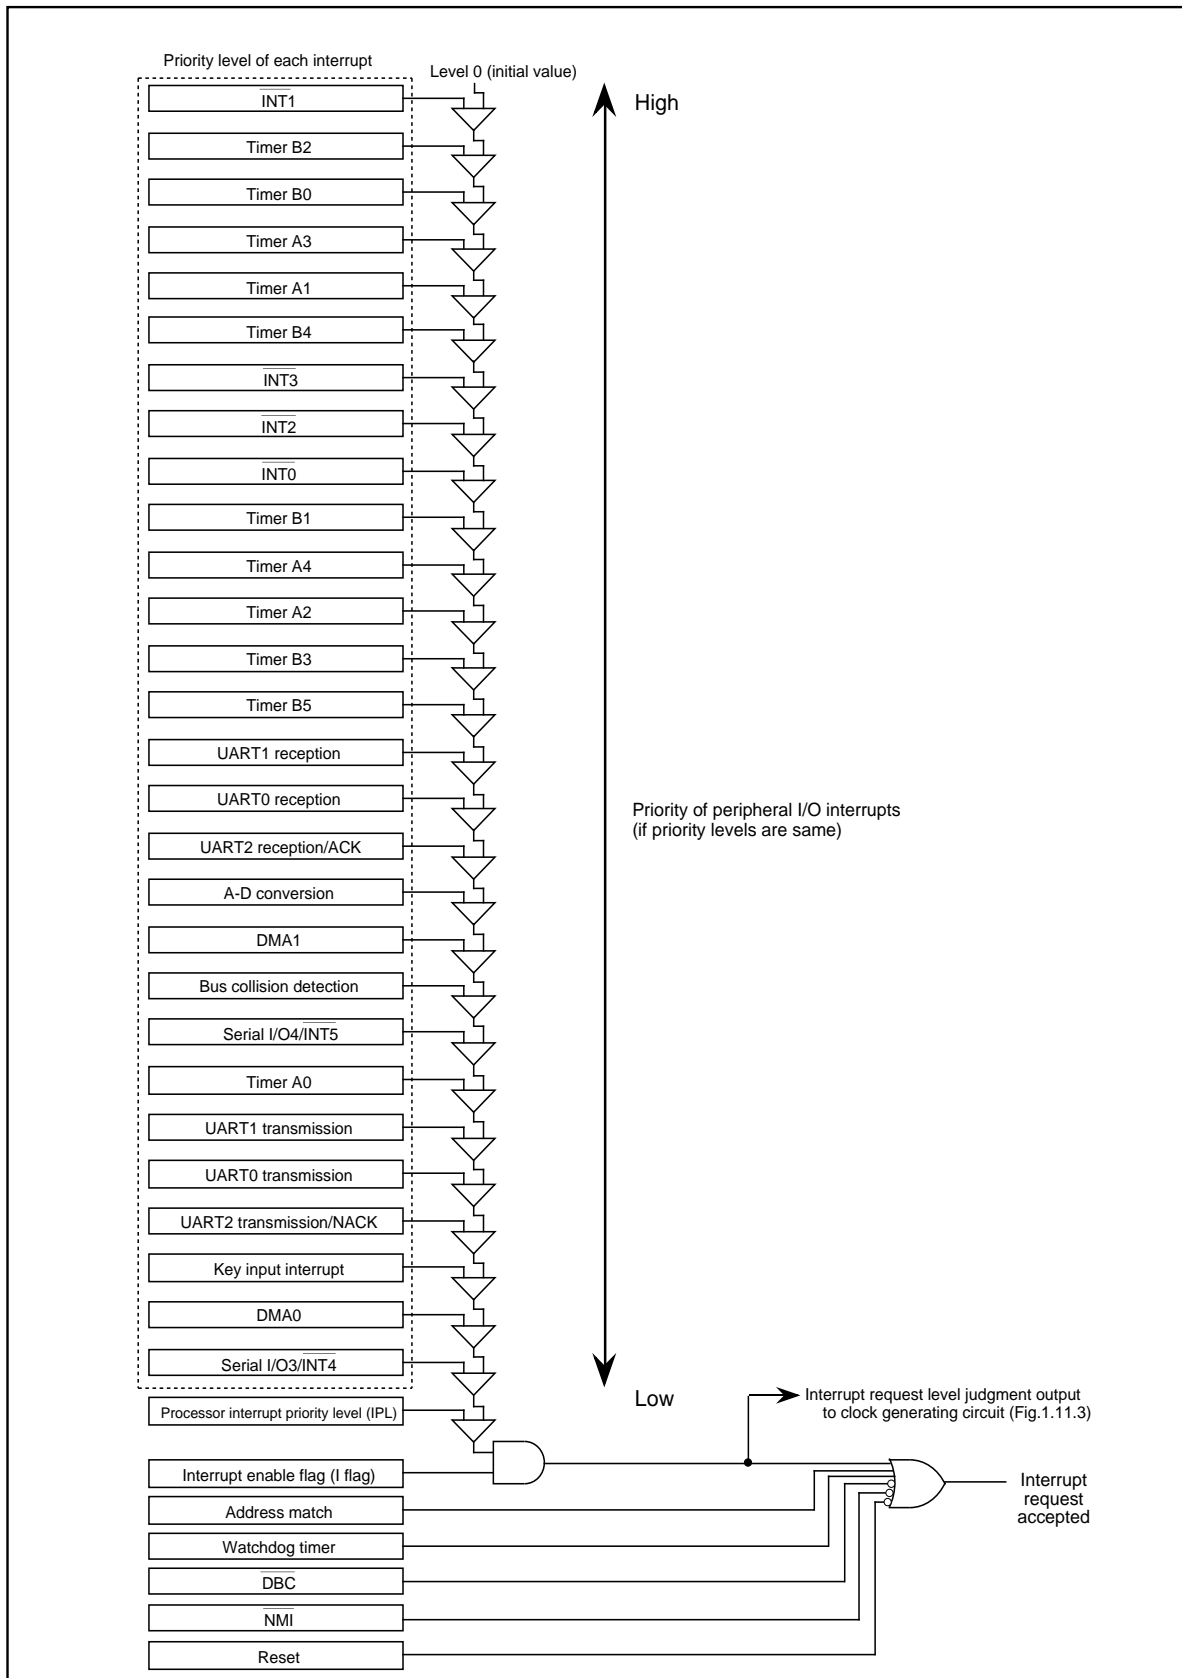 Priority level of each interrupt
Level 0 (initial value)
High
INT1
Timer B2
Timer B0
Timer A3
Timer A1
Timer B4
INT3
INT2
INT0
Timer B1
Timer A4
Timer A2
Timer B3
Timer B5
UART1 reception
UART0 reception
Priority of peripheral I/O interrupts
(if priority levels are same)
UART2 reception/ACK
A-D conversion
DMA1
Bus collision detection
Serial I/O4/INT5
Timer A0
UART1 transmission
UART0 transmission
UART2 transmission/NACK
Key input interrupt
DMA0
Serial I/O3/INT4
Low
Interrupt request level judgment output
to clock generating circuit (Fig.1.11.3)
Processor interrupt priority level (IPL)
Interrupt enable flag (I flag)
Interrupt
request
accepted
Address match
Watchdog timer
DBC
NMI
Reset